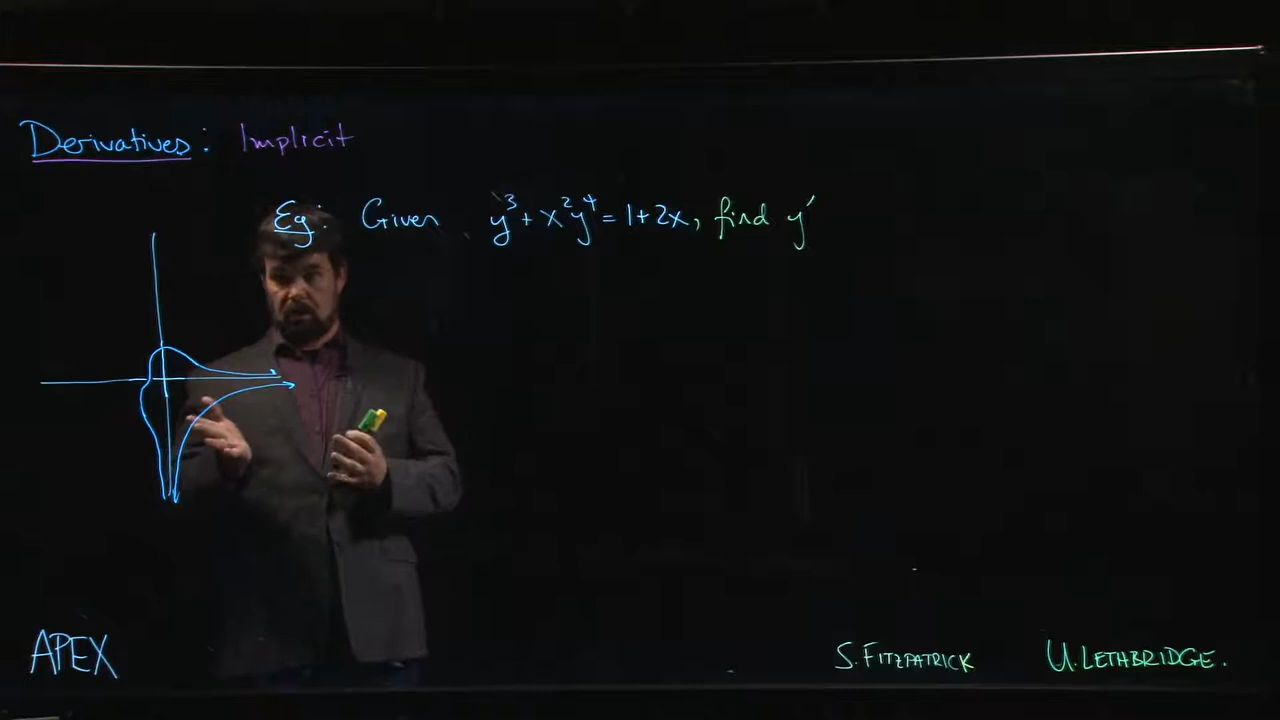 Derivatives: Implicit
Eg: Given y³ + x²y⁴ = 1 + 2x, find y′
APEX
S. FITZPATRICK
U. LETHBRIDGE.